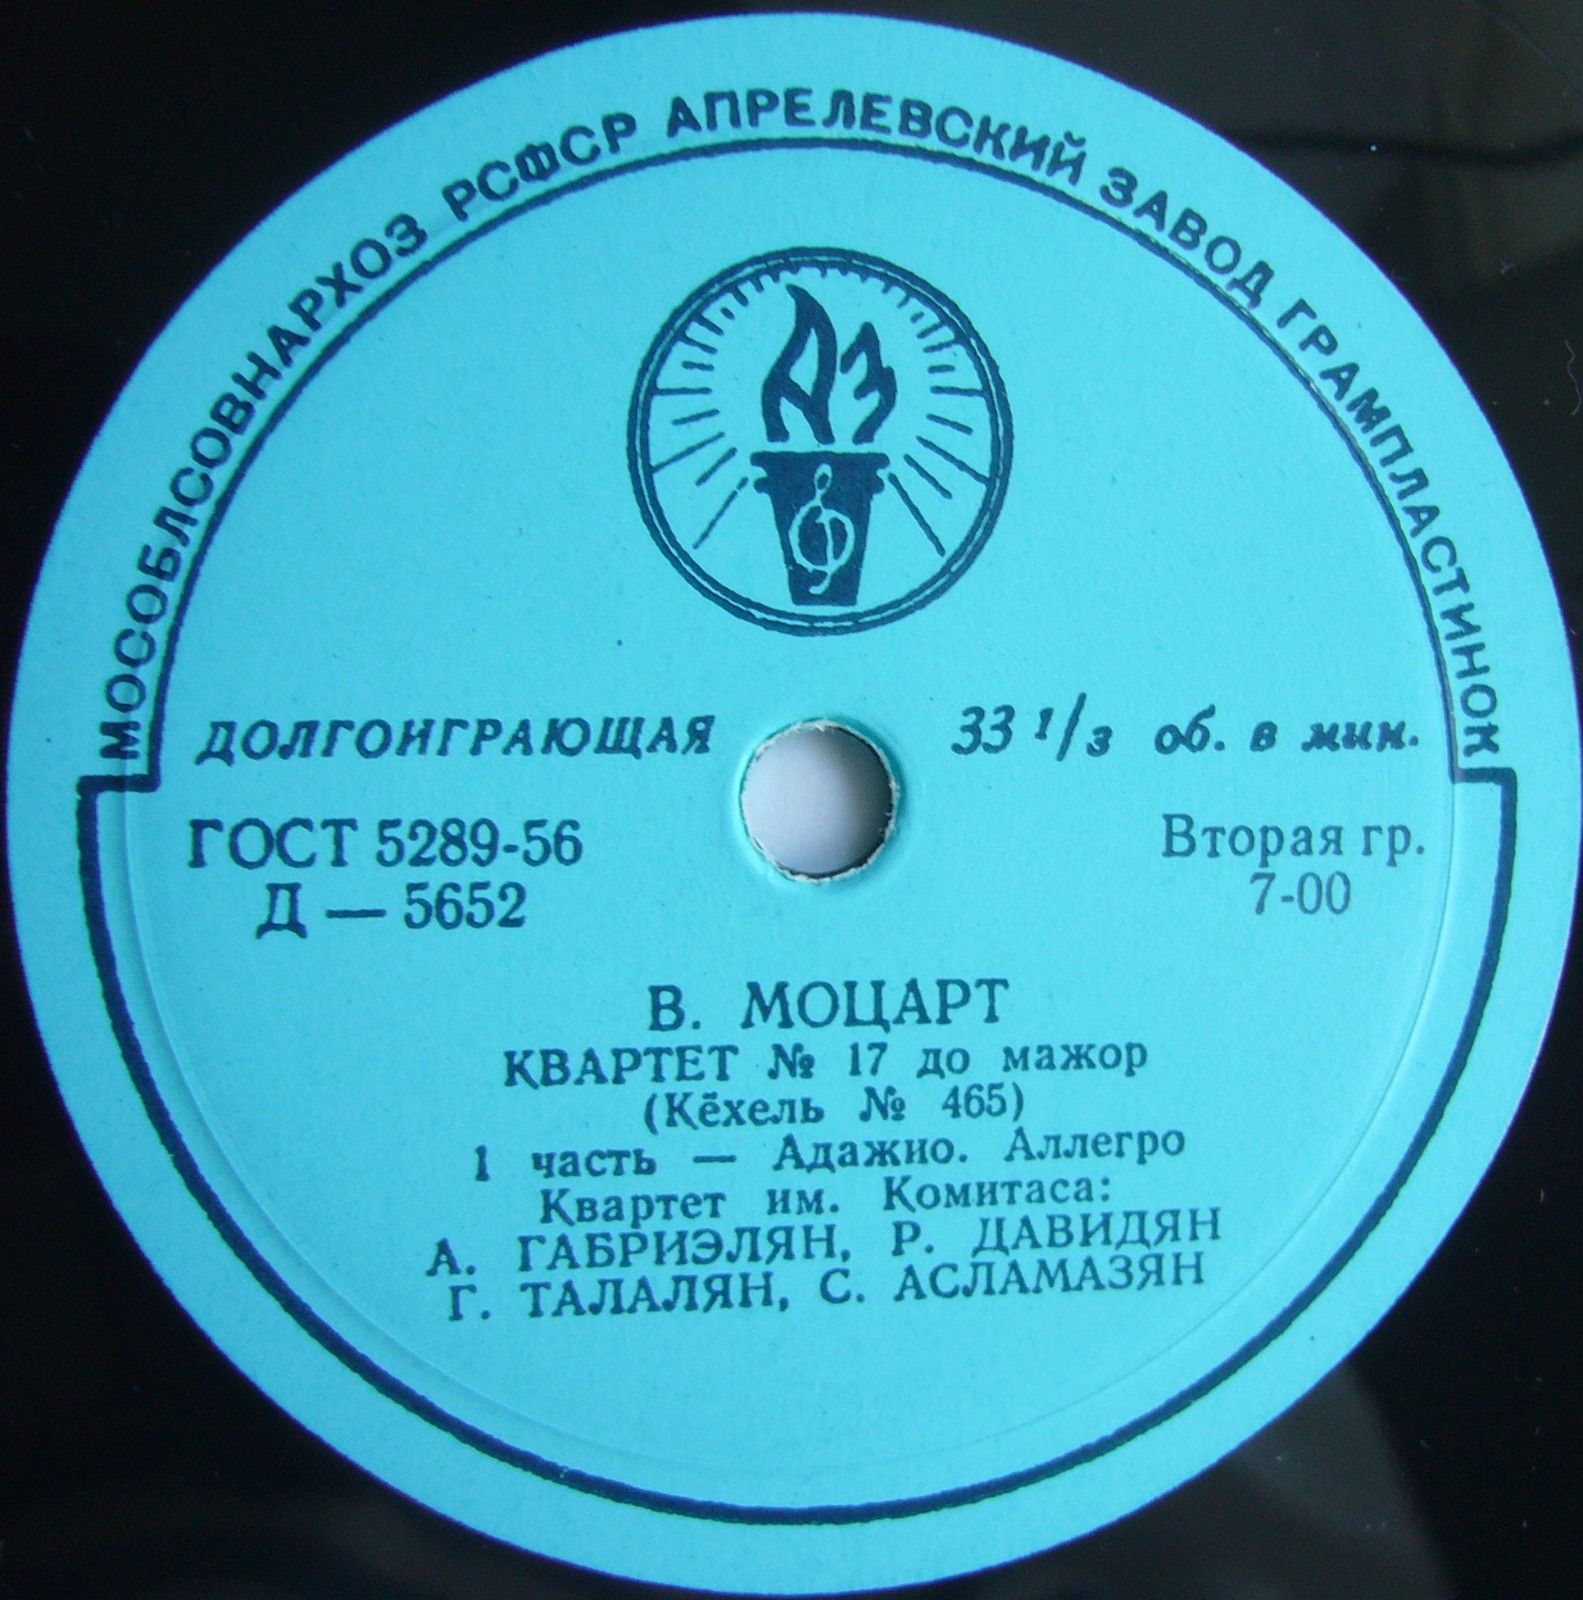 МОСОБЛСОВНАРХОЗ РСФСР АПРЕЛЕВСКИЙ ЗАВОД ГРАМПЛАСТИНОК
АЗ
ДОЛГОИГРАЮЩАЯ
33 1/3 об. в мин.
ГОСТ 5289-56
Д — 5652
Вторая гр.
7-00
В. МОЦАРТ
КВАРТЕТ № 17 до мажор
(Кёхель № 465)
1 часть — Адажио. Аллегро
Квартет им. Комитаса:
А. ГАБРИЭЛЯН, Р. ДАВИДЯН
Г. ТАЛАЛЯН, С. АСЛАМАЗЯН